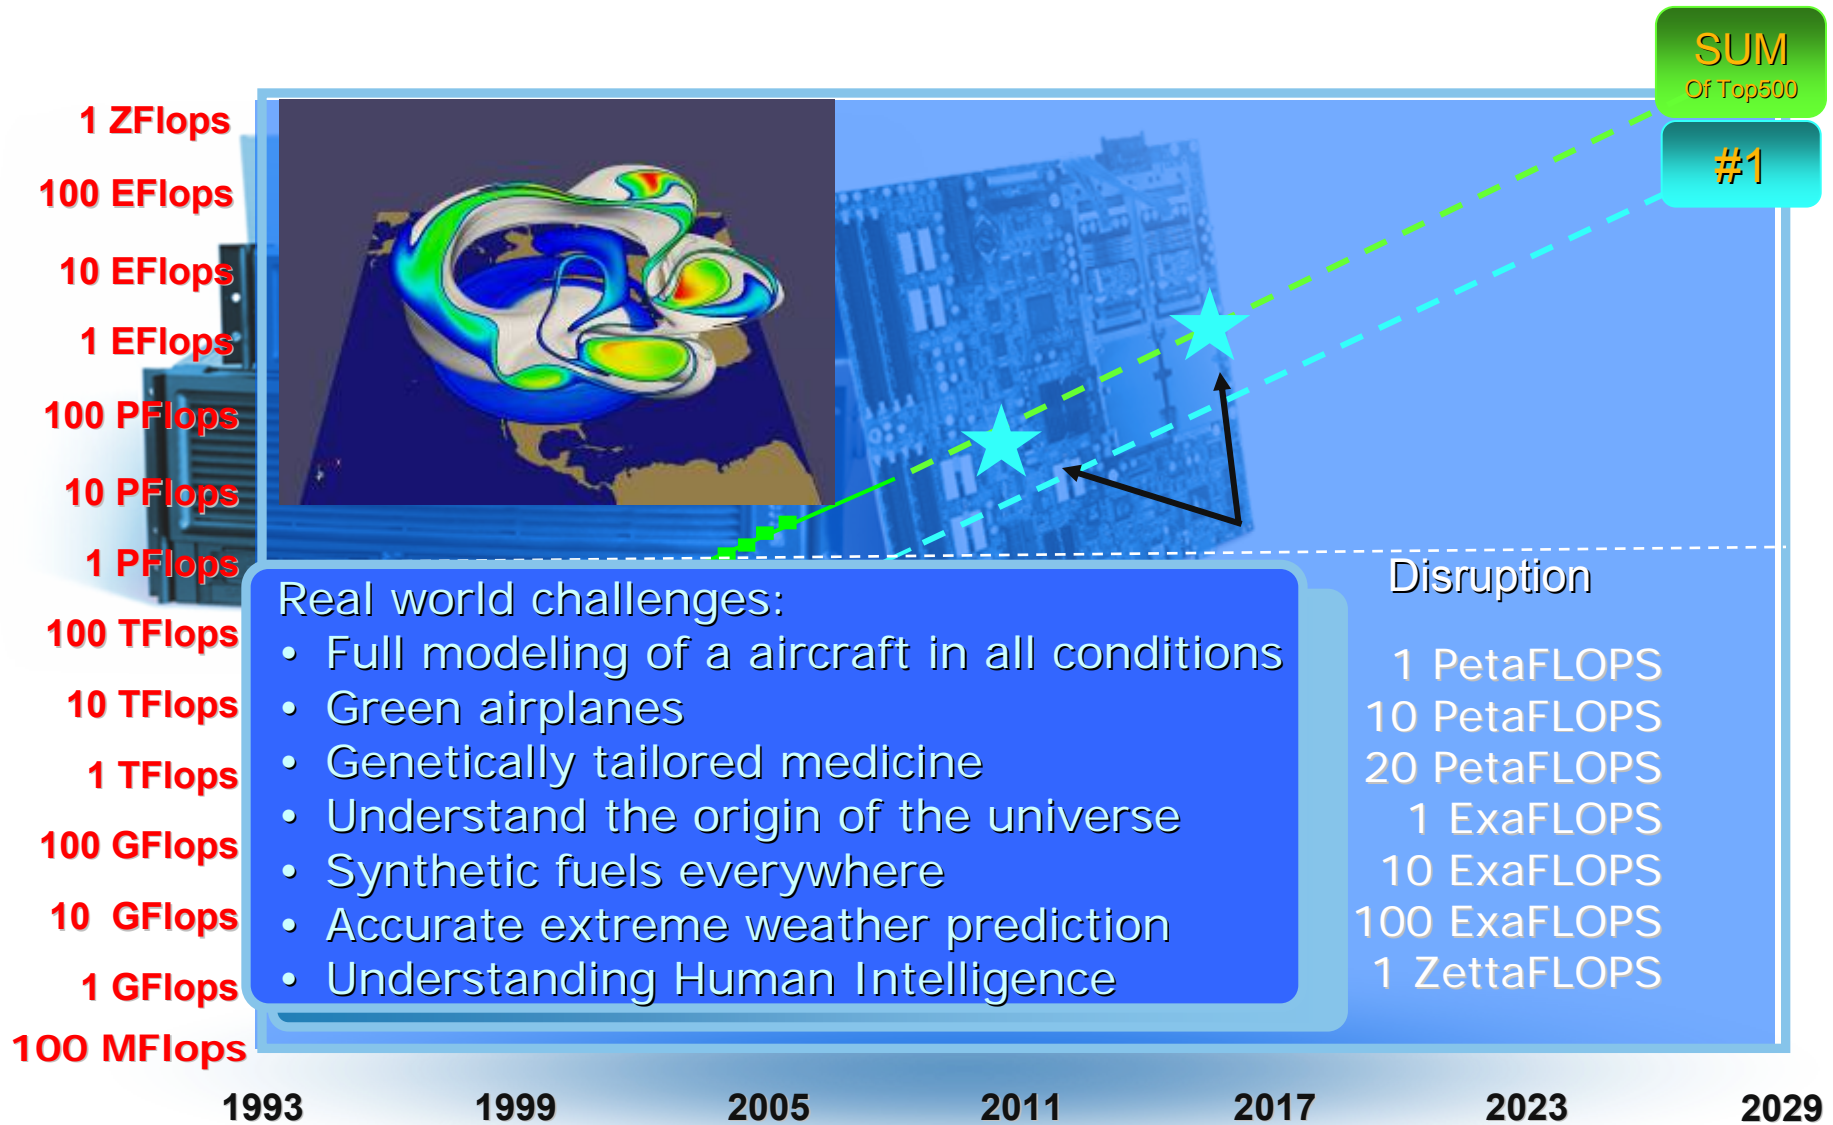 SUM
Of Top500
#1
1 ZFlops
100 EFlops
10 EFlops
1 EFlops
100 PFlops
10 PFlops
1 PFlops
100 TFlops
10 TFlops
1 TFlops
100 GFlops
10 GFlops
1 GFlops
100 MFlops
Real world challenges:
• Full modeling of a aircraft in all conditions
• Green airplanes
• Genetically tailored medicine
• Understand the origin of the universe
• Synthetic fuels everywhere
• Accurate extreme weather prediction
• Understanding Human Intelligence
Disruption
1 PetaFLOPS
10 PetaFLOPS
20 PetaFLOPS
1 ExaFLOPS
10 ExaFLOPS
100 ExaFLOPS
1 ZettaFLOPS
1993 1999 2005 2011 2017 2023 2029